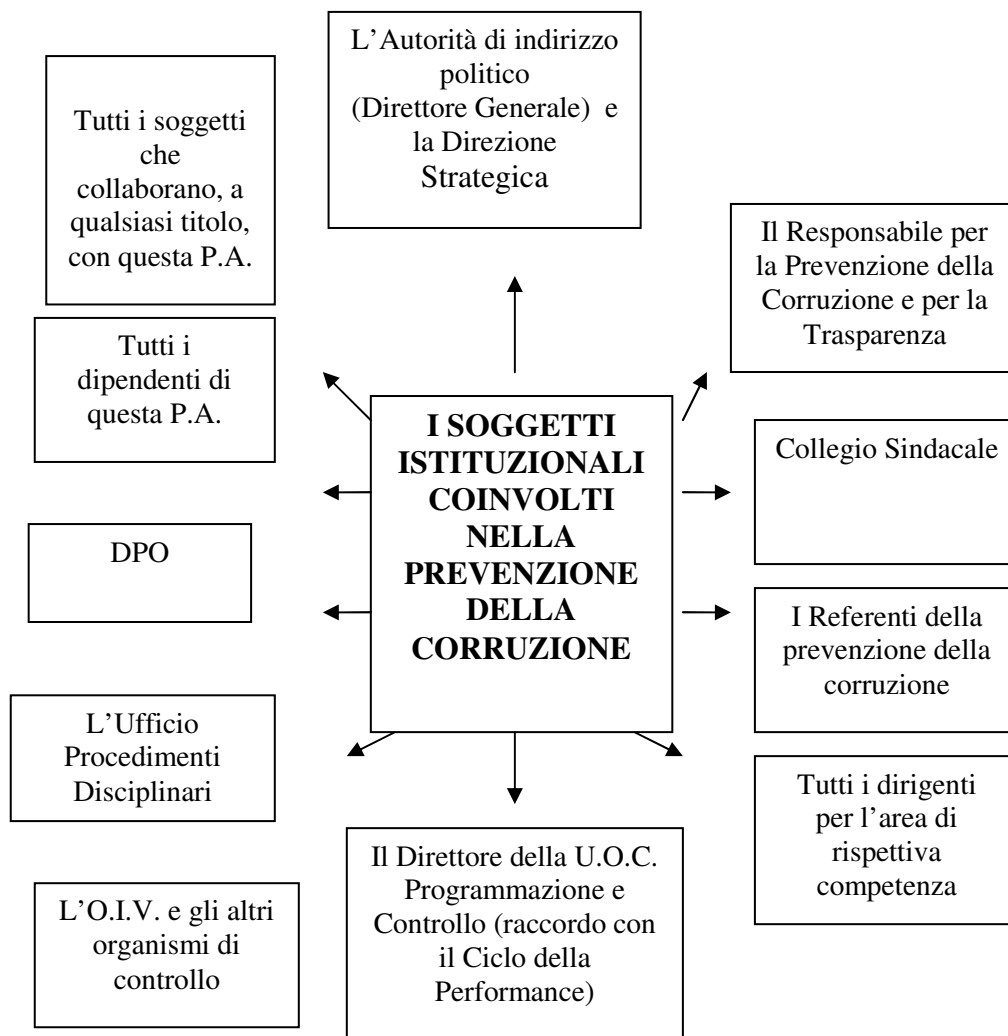 L'Autorità di indirizzo
politico
(Direttore Generale) e
la Direzione
Strategica
Tutti i soggetti
che
collaborano, a
qualsiasi titolo,
con questa P.A.
Il Responsabile per
la Prevenzione della
Corruzione e per la
Trasparenza
Tutti i
dipendenti di
questa P.A.
I SOGGETTI
ISTITUZIONALI
COINVOLTI
NELLA
PREVENZIONE
DELLA
CORRUZIONE
Collegio Sindacale
DPO
I Referenti della
prevenzione della
corruzione
L'Ufficio
Procedimenti
Disciplinari
Tutti i dirigenti
per l'area di
rispettiva
competenza
Il Direttore della U.O.C.
Programmazione e
Controllo (raccordo con
il Ciclo della
Performance)
L'O.I.V. e gli altri
organismi di
controllo